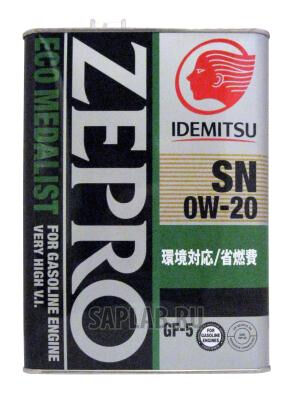 IDEMITSU
ZEPRO
ECO MEDALIST
FOR GASOLINE ENGINE
VERY HIGH V.I.
SN
0W-20
環境対応/省燃費
SAPLAB.RU
GF-5
FOR
GASOLINE
ENGINES